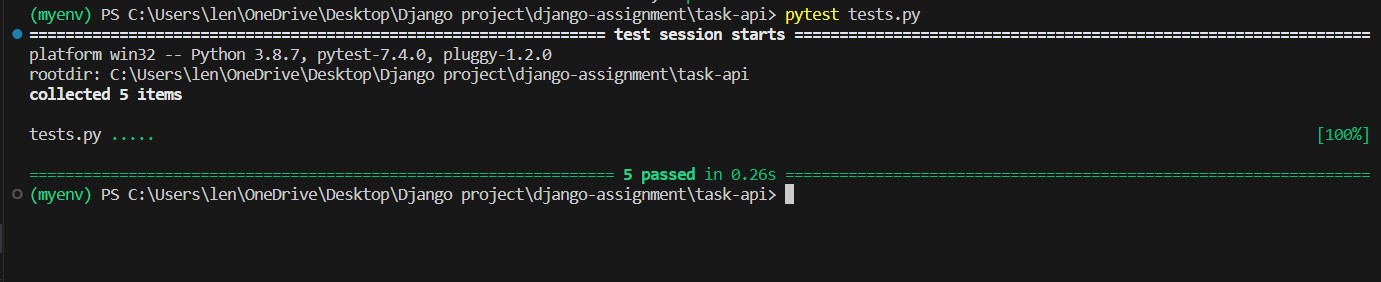 (myenv) PS C:\Users\len\OneDrive\Desktop\Django project\django-assignment\task-api> pytest tests.py
================================================================ test session starts ================================================================
platform win32 -- Python 3.8.7, pytest-7.4.0, pluggy-1.2.0
rootdir: C:\Users\len\OneDrive\Desktop\Django project\django-assignment\task-api
collected 5 items
tests.py ..... [100%]
================================================================= 5 passed in 0.26s =================================================================
(myenv) PS C:\Users\len\OneDrive\Desktop\Django project\django-assignment\task-api>